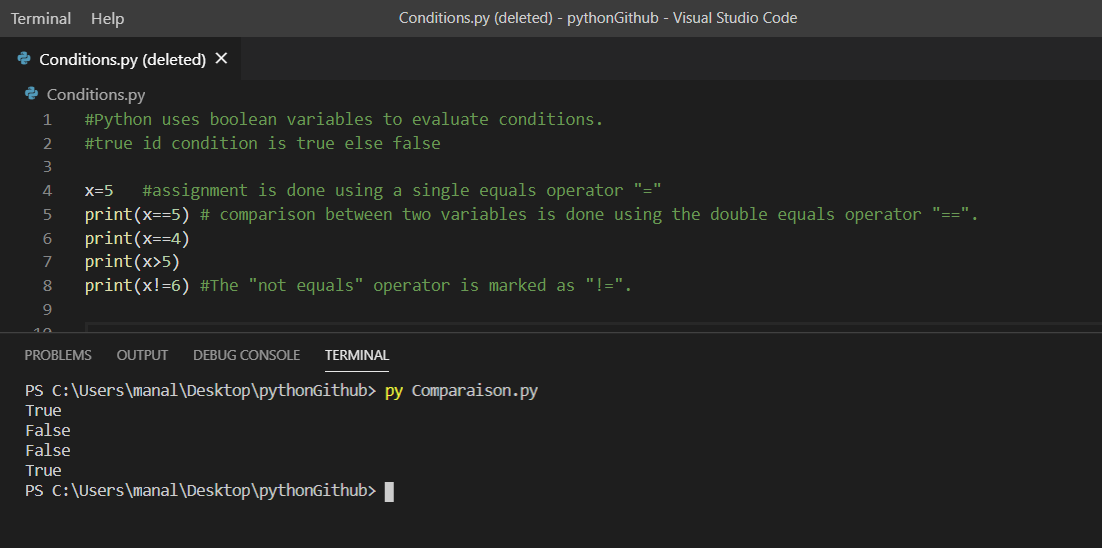 Terminal Help Conditions.py (deleted) - pythonGithub - Visual Studio Code
Conditions.py (deleted) ✕
Conditions.py
1 #Python uses boolean variables to evaluate conditions.
2 #true id condition is true else false
3
4 x=5   #assignment is done using a single equals operator "="
5 print(x==5) # comparison between two variables is done using the double equals operator "==".
6 print(x==4)
7 print(x>5)
8 print(x!=6) #The "not equals" operator is marked as "!=".
9
10
PROBLEMS OUTPUT DEBUG CONSOLE TERMINAL
PS C:\Users\manal\Desktop\pythonGithub> py Comparaison.py
True
False
False
True
PS C:\Users\manal\Desktop\pythonGithub>